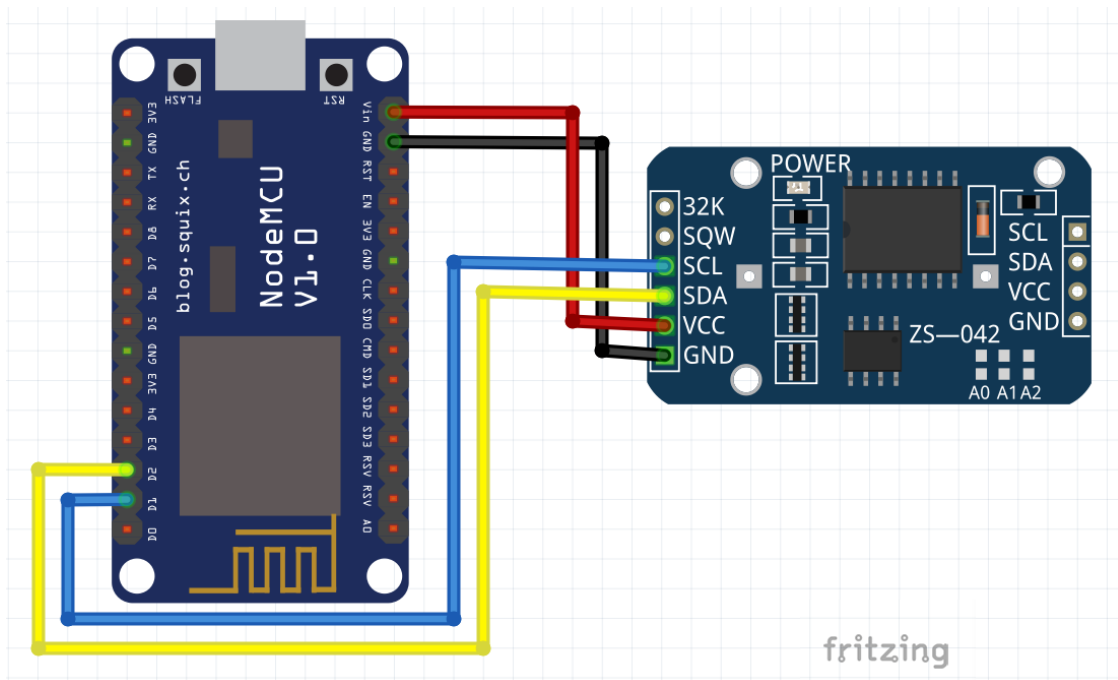 FLASH
RST
3V3
GND
TX
RX
D8
D7
D6
D5
GND
3V3
D4
D3
D2
D1
D0
blog.squix.ch
NodeMCU
V1.0
Vin
GND
RST
EN
3V3
GND
CLK
SD0
CMD
SD1
SD2
SD3
RSV
RSV
A0
POWER
32K
SQW
SCL
SDA
VCC
GND
SCL
SDA
VCC
GND
ZS—042
A0 A1 A2
fritzing